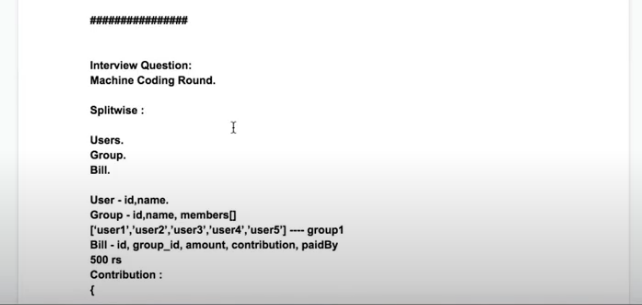 ################
Interview Question:
Machine Coding Round.
Splitwise :
Users.
Group.
Bill.
User - id,name.
Group - id,name, members[]
['user1','user2','user3','user4','user5'] ---- group1
Bill - id, group_id, amount, contribution, paidBy
500 rs
Contribution :
{